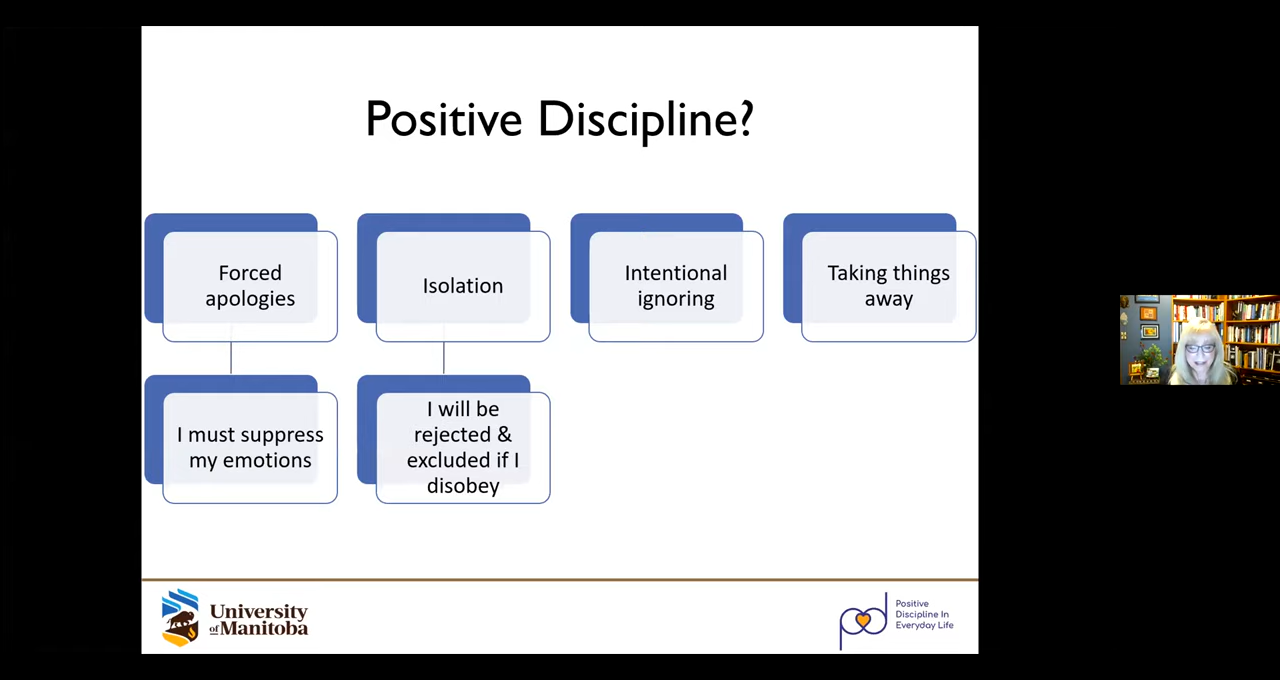 Positive Discipline?
Forced
apologies
Isolation
Intentional
ignoring
Taking things
away
I must suppress
my emotions
I will be
rejected &
excluded if I
disobey
University
of Manitoba
pd
Positive
Discipline In
Everyday Life